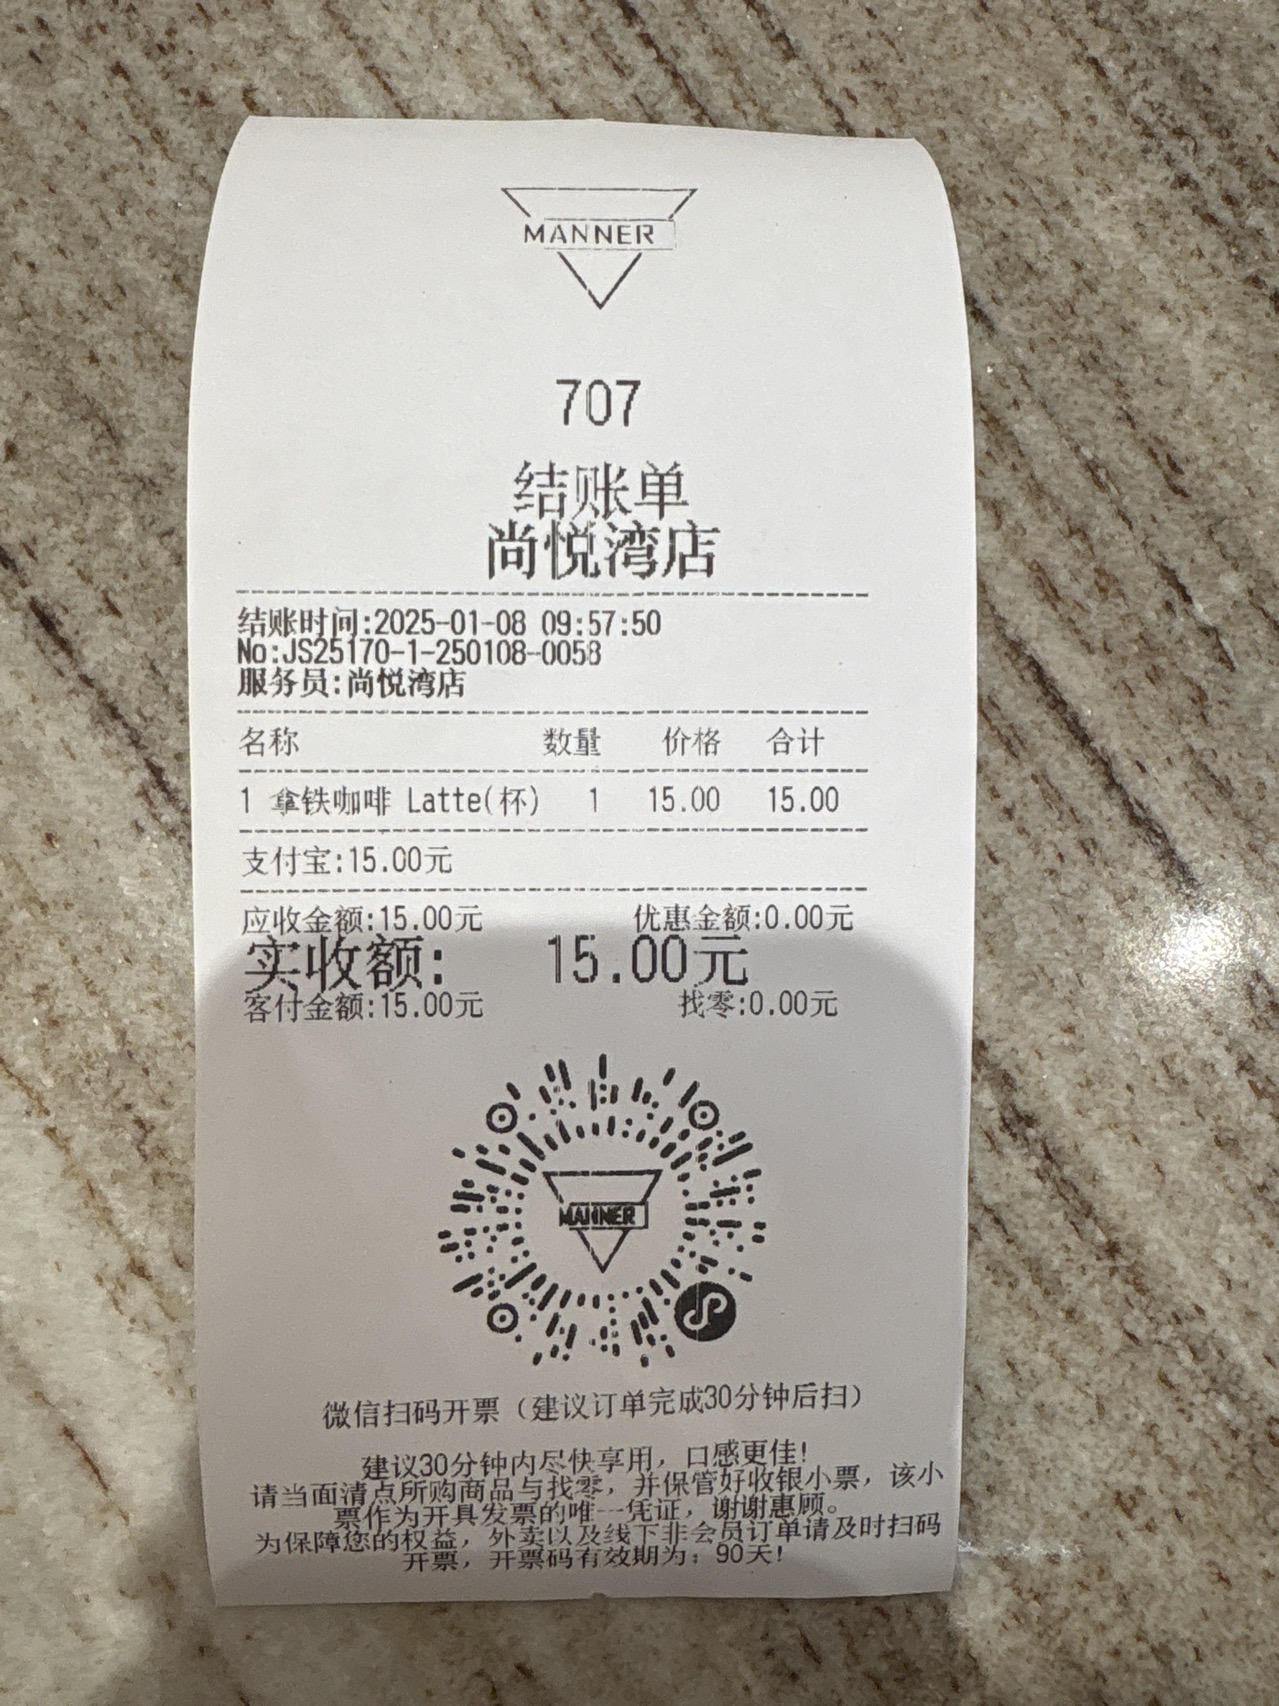 MANNER
707
结账单
尚悦湾店
结账时间:2025-01-08 09:57:50
No:JS25170-1-250108-0058
服务员:尚悦湾店
名称 数量 价格 合计
1 拿铁咖啡 Latte(杯) 1 15.00 15.00
支付宝:15.00元
应收金额:15.00元 优惠金额:0.00元
实收额: 15.00元
客付金额:15.00元 找零:0.00元
MANNER
微信扫码开票（建议订单完成30分钟后扫）
建议30分钟内尽快享用，口感更佳!
请当面清点所购商品与找零，并保管好收银小票，该小
票作为开具发票的唯一凭证，谢谢惠顾。
为保障您的权益，外卖以及线下非会员订单请及时扫码
开票，开票码有效期为：90天!